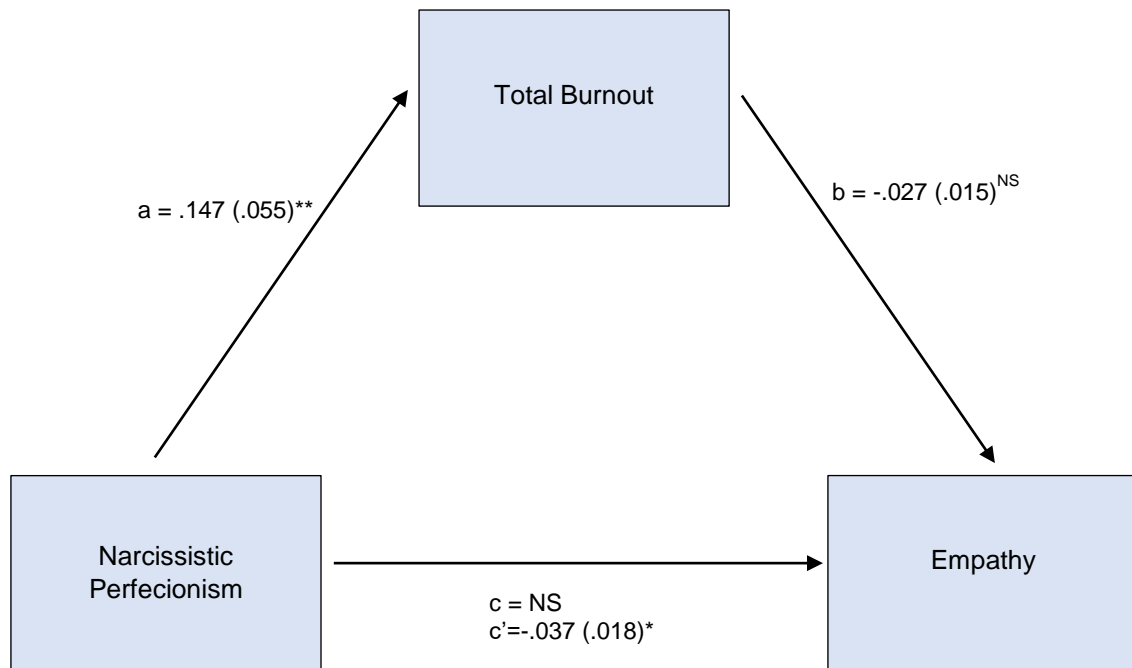 Total Burnout
a = .147 (.055)**
b = -.027 (.015)NS
Narcissistic
Perfecionism
Empathy
c = NS
c’=-.037 (.018)*